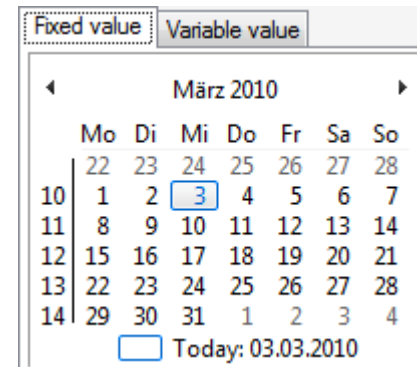 Fixed value Variable value
März 2010
Mo Di Mi Do Fr Sa So
22 23 24 25 26 27 28
10 1 2 3 4 5 6 7
11 8 9 10 11 12 13 14
12 15 16 17 18 19 20 21
13 22 23 24 25 26 27 28
14 29 30 31 1 2 3 4
Today: 03.03.2010